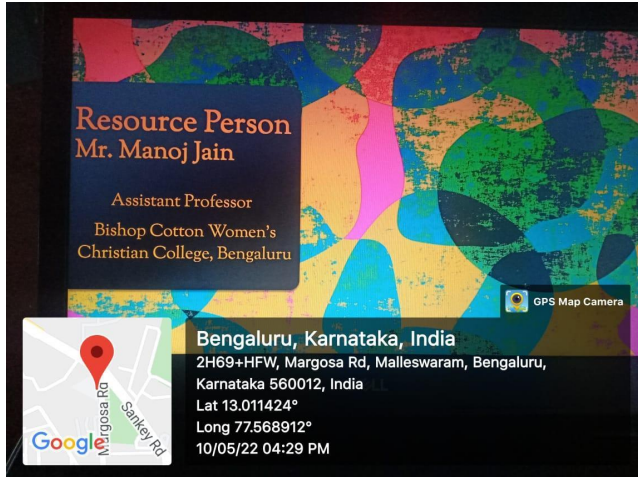 Resource Person
Mr. Manoj Jain
Assistant Professor
Bishop Cotton Women's
Christian College, Bengaluru
GPS Map Camera
Bengaluru, Karnataka, India
2H69+HFW, Margosa Rd, Malleswaram, Bengaluru,
Karnataka 560012, India
Lat 13.011424°
Long 77.568912°
10/05/22 04:29 PM
Margosa Rd
Sankey Rd
Google